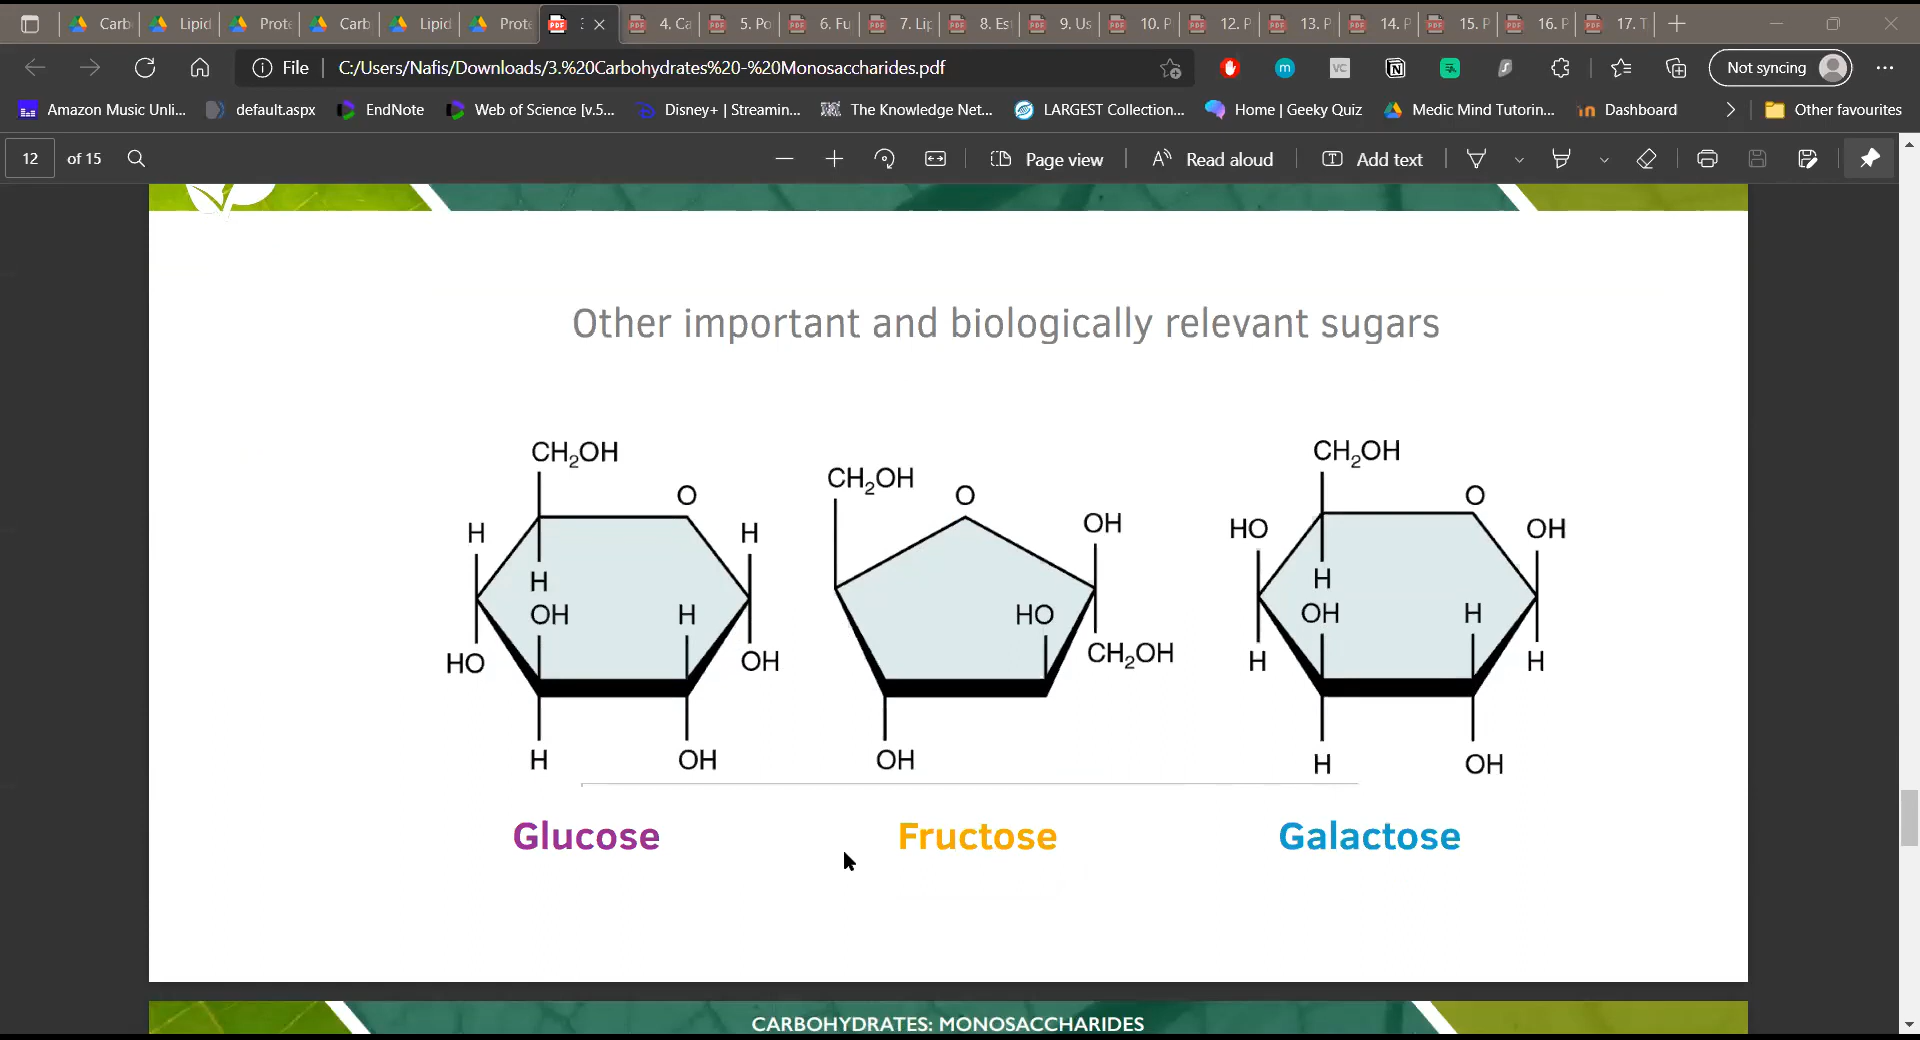 Carb
Lipid
Prote
Carb
Lipid
Prote
4. Ca
5. Po
6. Fu
7. Lip
8. Es
9. Us
10. P
12. P
13. P
14. P
15. P
16. P
17. T
File
C:/Users/Nafis/Downloads/3.%20Carbohydrates%20-%20Monosaccharides.pdf
Not syncing
Amazon Music Unli...
default.aspx
EndNote
Web of Science [v.5...
Disney+ | Streamin...
The Knowledge Net...
LARGEST Collection...
Home | Geeky Quiz
Medic Mind Tutorin...
Dashboard
Other favourites
12 of 15
Page view
Read aloud
Add text
Other important and biologically relevant sugars
CH2OH
O
H
H
H
OH
H
HO
OH
H
OH
CH2OH
O
OH
HO
CH2OH
OH
CH2OH
O
HO
OH
H
OH
H
H
H
H
OH
Glucose
Fructose
Galactose
CARBOHYDRATES: MONOSACCHARIDES